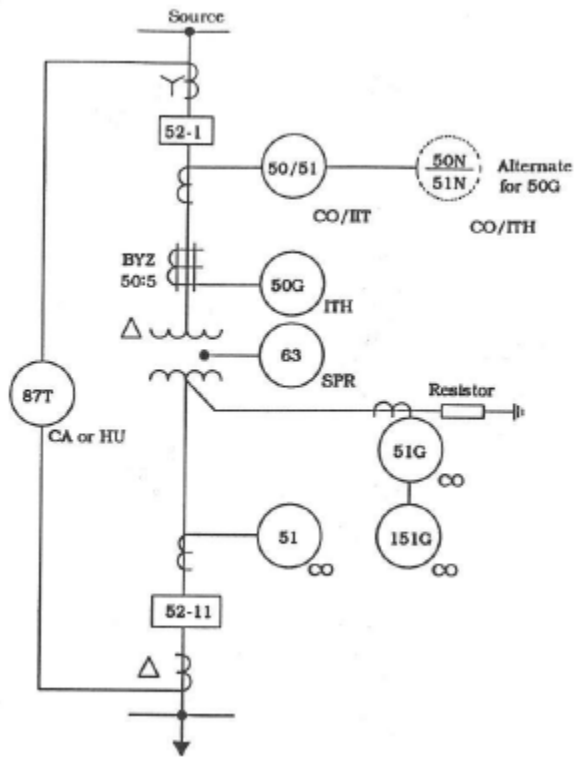 Source
52-1
50/51
50N
51N
Alternate
for 50G
CO/IIT
CO/ITH
BYZ
50:5
50G
ITH
63
SPR
87T
CA or HU
Resistor
51G
CO
51
CO
151G
CO
52-11